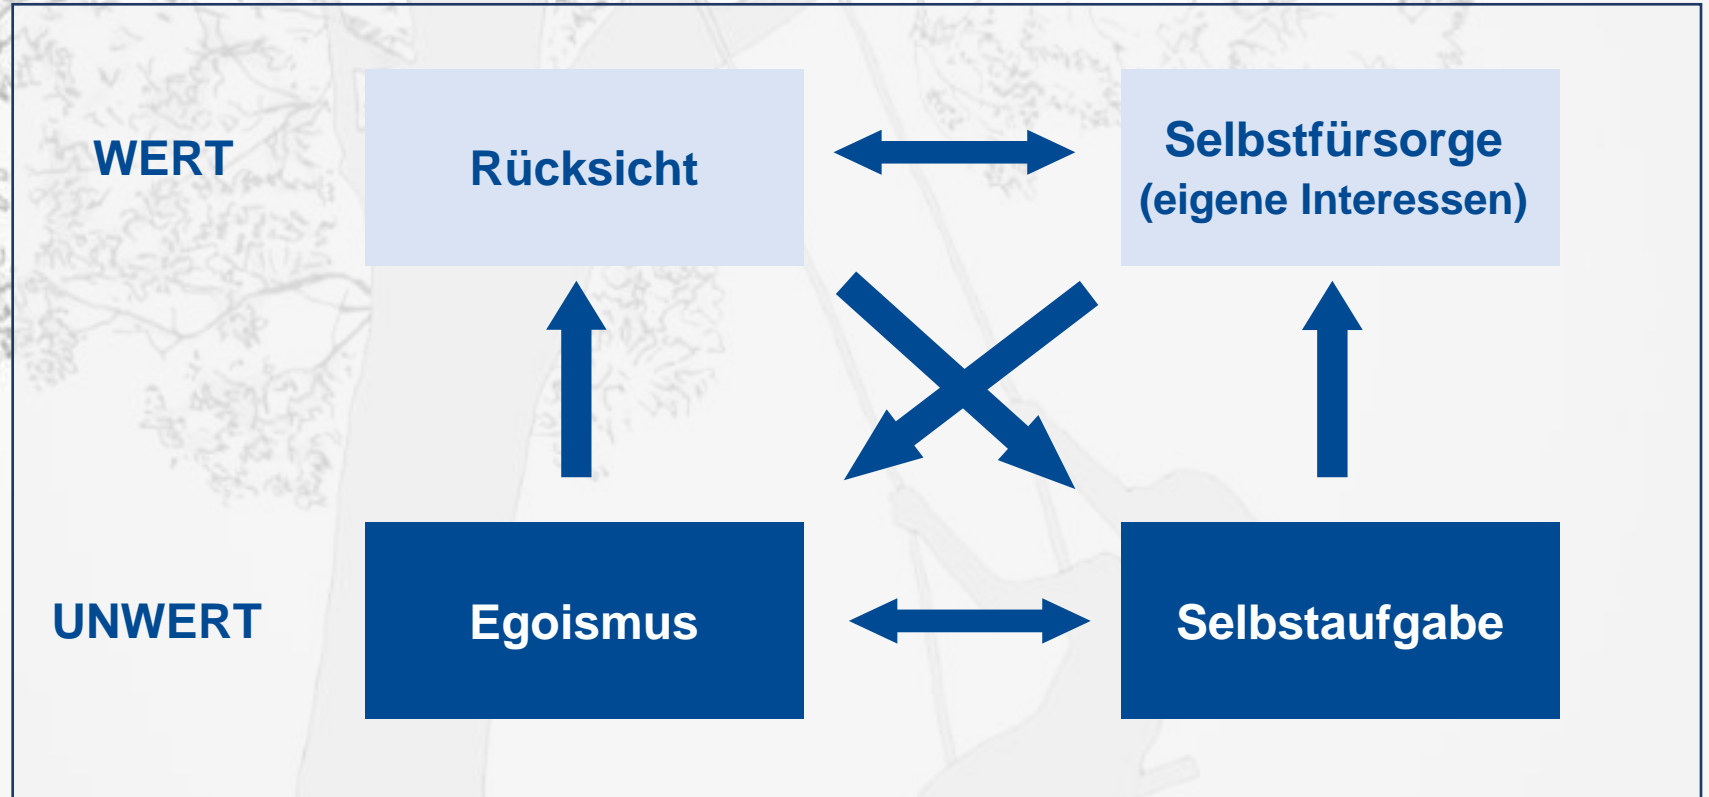 WERT
Rücksicht
Selbstfürsorge
(eigene Interessen)
UNWERT
Egoismus
Selbstaufgabe